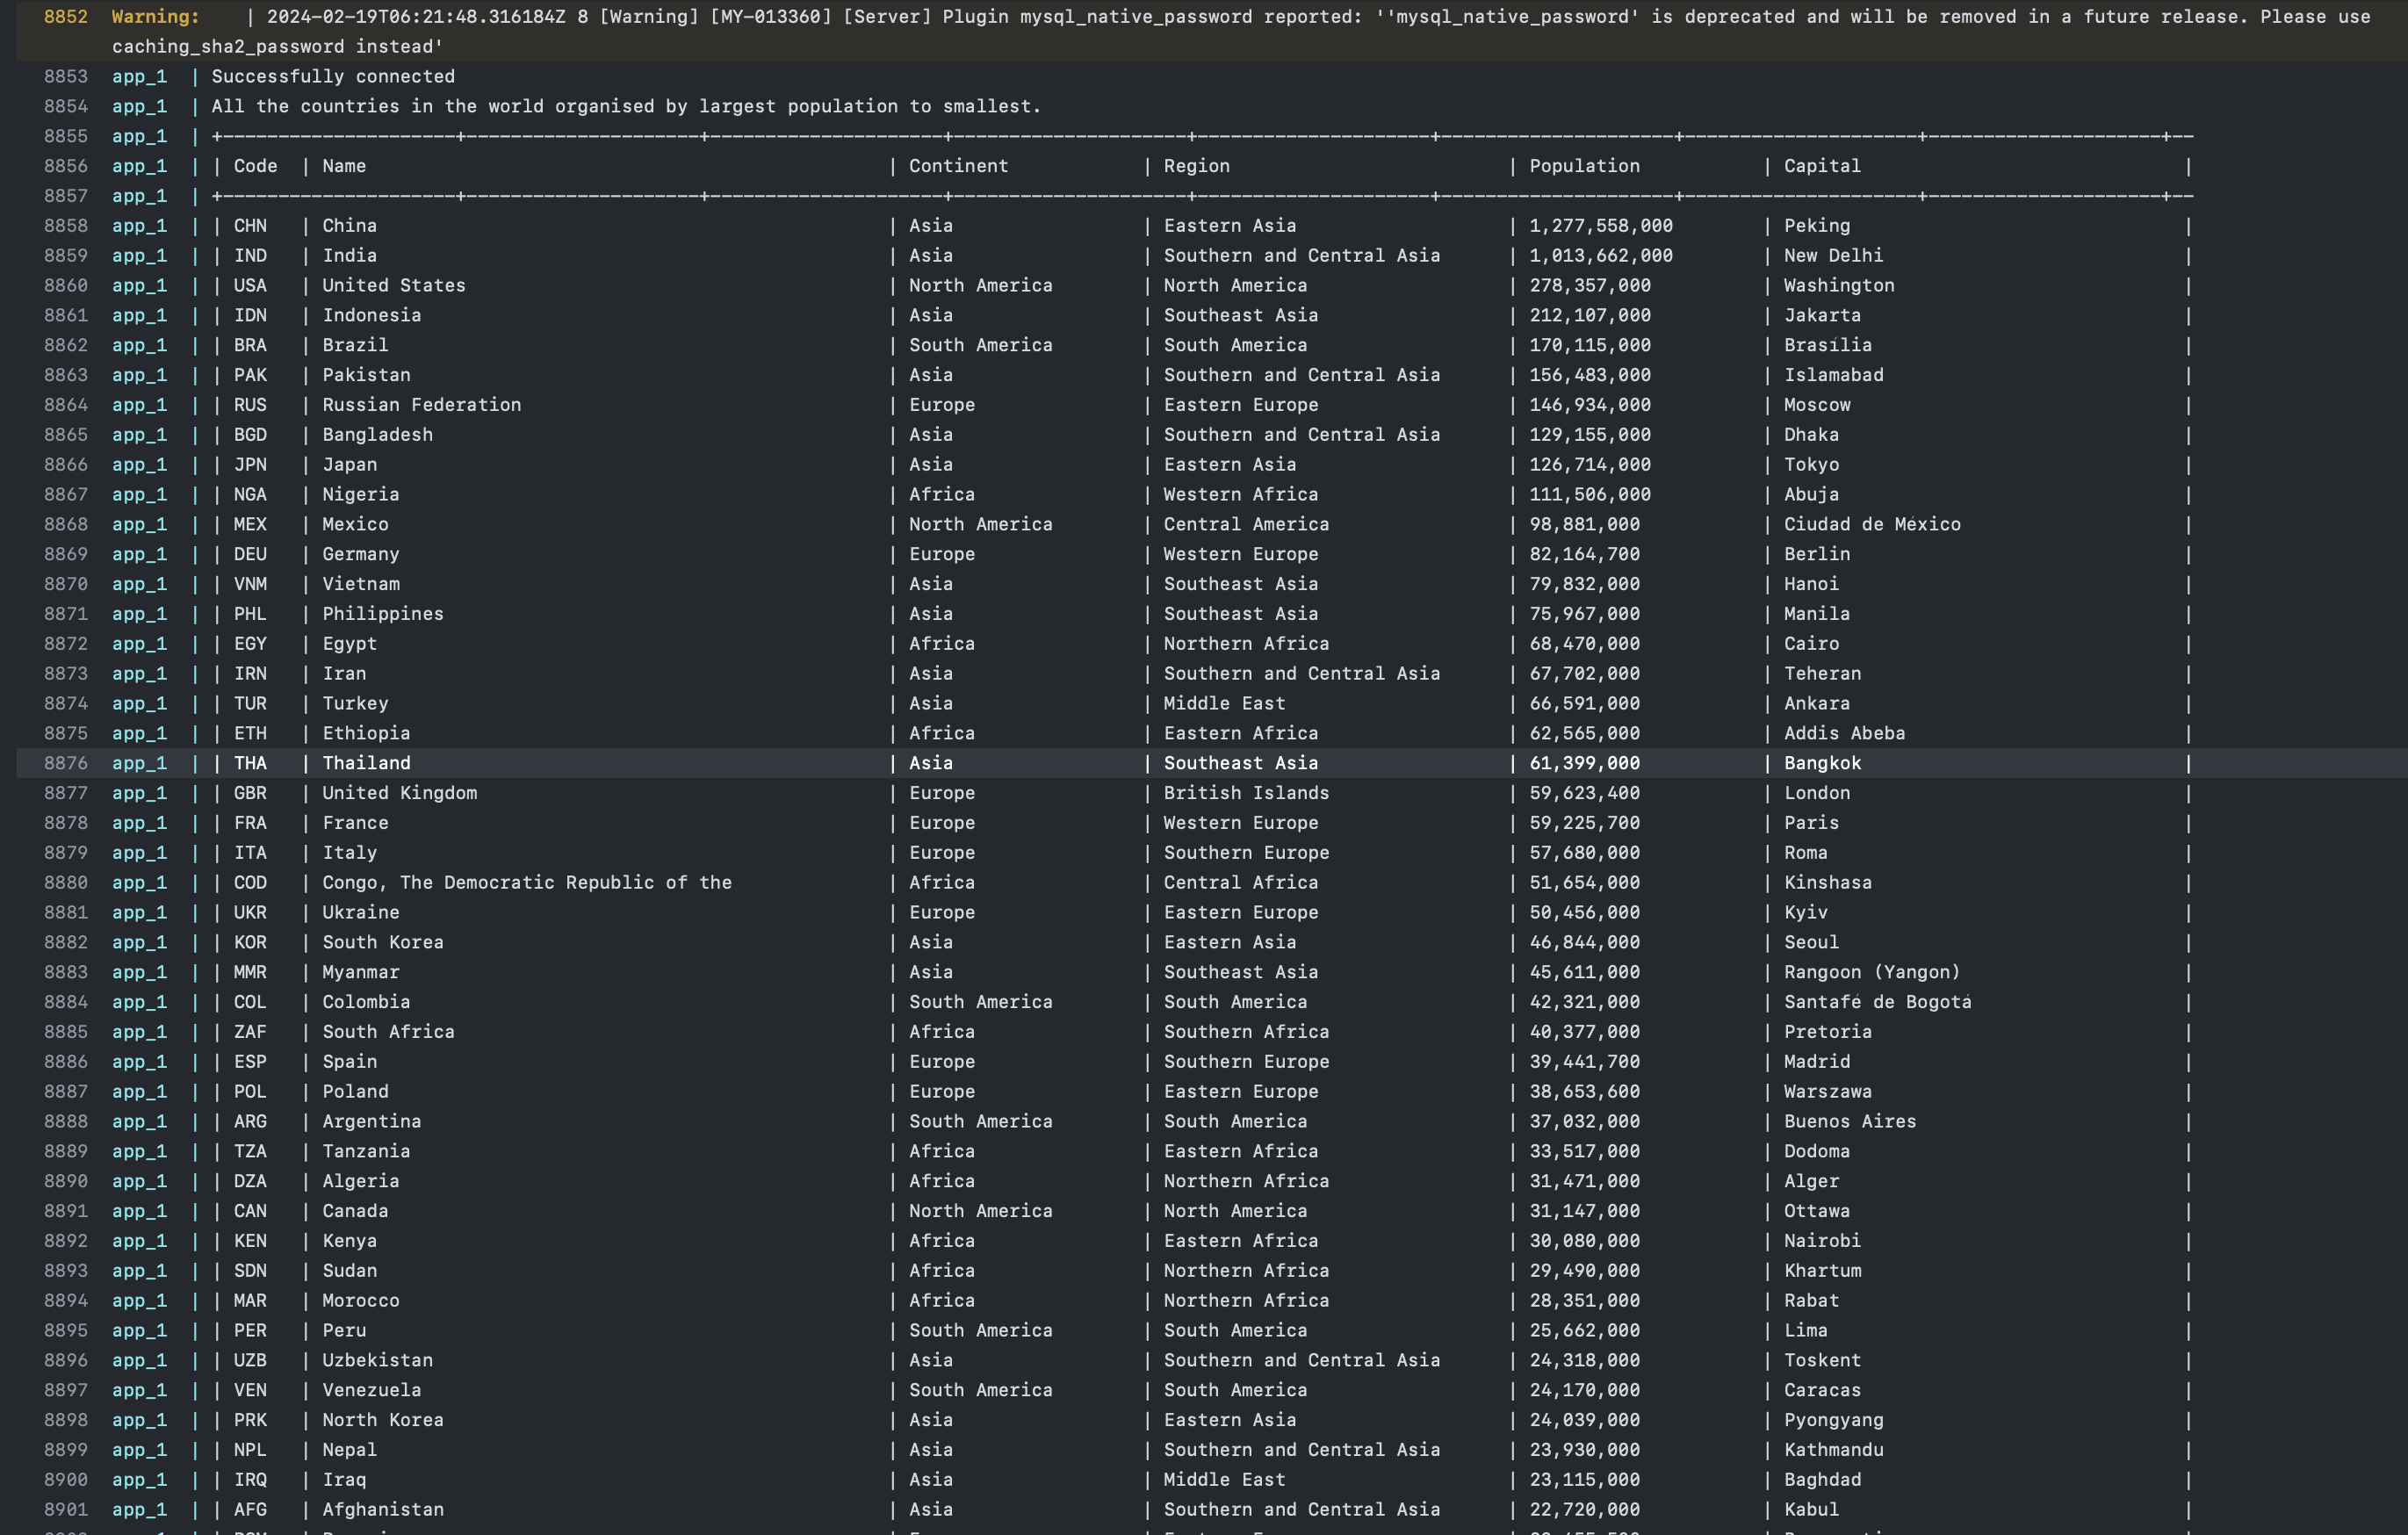 8852 Warning: | 2024-02-19T06:21:48.316184Z 8 [Warning] [MY-013360] [Server] Plugin mysql_native_password reported: ''mysql_native_password' is deprecated and will be removed in a future release. Please use
caching_sha2_password instead'
8853 app_1 | Successfully connected
8854 app_1 | All the countries in the world organised by largest population to smallest.
8855 app_1 | +---------------------+---------------------+---------------------+---------------------+---------------------+---------------------+---------------------+---------------------+--
8856 app_1 | | Code | Name | Continent | Region | Population | Capital |
8857 app_1 | +---------------------+---------------------+---------------------+---------------------+---------------------+---------------------+---------------------+---------------------+--
8858 app_1 | | CHN | China | Asia | Eastern Asia | 1,277,558,000 | Peking |
8859 app_1 | | IND | India | Asia | Southern and Central Asia | 1,013,662,000 | New Delhi |
8860 app_1 | | USA | United States | North America | North America | 278,357,000 | Washington |
8861 app_1 | | IDN | Indonesia | Asia | Southeast Asia | 212,107,000 | Jakarta |
8862 app_1 | | BRA | Brazil | South America | South America | 170,115,000 | Brasília |
8863 app_1 | | PAK | Pakistan | Asia | Southern and Central Asia | 156,483,000 | Islamabad |
8864 app_1 | | RUS | Russian Federation | Europe | Eastern Europe | 146,934,000 | Moscow |
8865 app_1 | | BGD | Bangladesh | Asia | Southern and Central Asia | 129,155,000 | Dhaka |
8866 app_1 | | JPN | Japan | Asia | Eastern Asia | 126,714,000 | Tokyo |
8867 app_1 | | NGA | Nigeria | Africa | Western Africa | 111,506,000 | Abuja |
8868 app_1 | | MEX | Mexico | North America | Central America | 98,881,000 | Ciudad de México |
8869 app_1 | | DEU | Germany | Europe | Western Europe | 82,164,700 | Berlin |
8870 app_1 | | VNM | Vietnam | Asia | Southeast Asia | 79,832,000 | Hanoi |
8871 app_1 | | PHL | Philippines | Asia | Southeast Asia | 75,967,000 | Manila |
8872 app_1 | | EGY | Egypt | Africa | Northern Africa | 68,470,000 | Cairo |
8873 app_1 | | IRN | Iran | Asia | Southern and Central Asia | 67,702,000 | Teheran |
8874 app_1 | | TUR | Turkey | Asia | Middle East | 66,591,000 | Ankara |
8875 app_1 | | ETH | Ethiopia | Africa | Eastern Africa | 62,565,000 | Addis Abeba |
8876 app_1 | | THA | Thailand | Asia | Southeast Asia | 61,399,000 | Bangkok |
8877 app_1 | | GBR | United Kingdom | Europe | British Islands | 59,623,400 | London |
8878 app_1 | | FRA | France | Europe | Western Europe | 59,225,700 | Paris |
8879 app_1 | | ITA | Italy | Europe | Southern Europe | 57,680,000 | Roma |
8880 app_1 | | COD | Congo, The Democratic Republic of the | Africa | Central Africa | 51,654,000 | Kinshasa |
8881 app_1 | | UKR | Ukraine | Europe | Eastern Europe | 50,456,000 | Kyiv |
8882 app_1 | | KOR | South Korea | Asia | Eastern Asia | 46,844,000 | Seoul |
8883 app_1 | | MMR | Myanmar | Asia | Southeast Asia | 45,611,000 | Rangoon (Yangon) |
8884 app_1 | | COL | Colombia | South America | South America | 42,321,000 | Santafé de Bogotá |
8885 app_1 | | ZAF | South Africa | Africa | Southern Africa | 40,377,000 | Pretoria |
8886 app_1 | | ESP | Spain | Europe | Southern Europe | 39,441,700 | Madrid |
8887 app_1 | | POL | Poland | Europe | Eastern Europe | 38,653,600 | Warszawa |
8888 app_1 | | ARG | Argentina | South America | South America | 37,032,000 | Buenos Aires |
8889 app_1 | | TZA | Tanzania | Africa | Eastern Africa | 33,517,000 | Dodoma |
8890 app_1 | | DZA | Algeria | Africa | Northern Africa | 31,471,000 | Alger |
8891 app_1 | | CAN | Canada | North America | North America | 31,147,000 | Ottawa |
8892 app_1 | | KEN | Kenya | Africa | Eastern Africa | 30,080,000 | Nairobi |
8893 app_1 | | SDN | Sudan | Africa | Northern Africa | 29,490,000 | Khartum |
8894 app_1 | | MAR | Morocco | Africa | Northern Africa | 28,351,000 | Rabat |
8895 app_1 | | PER | Peru | South America | South America | 25,662,000 | Lima |
8896 app_1 | | UZB | Uzbekistan | Asia | Southern and Central Asia | 24,318,000 | Toskent |
8897 app_1 | | VEN | Venezuela | South America | South America | 24,170,000 | Caracas |
8898 app_1 | | PRK | North Korea | Asia | Eastern Asia | 24,039,000 | Pyongyang |
8899 app_1 | | NPL | Nepal | Asia | Southern and Central Asia | 23,930,000 | Kathmandu |
8900 app_1 | | IRQ | Iraq | Asia | Middle East | 23,115,000 | Baghdad |
8901 app_1 | | AFG | Afghanistan | Asia | Southern and Central Asia | 22,720,000 | Kabul |